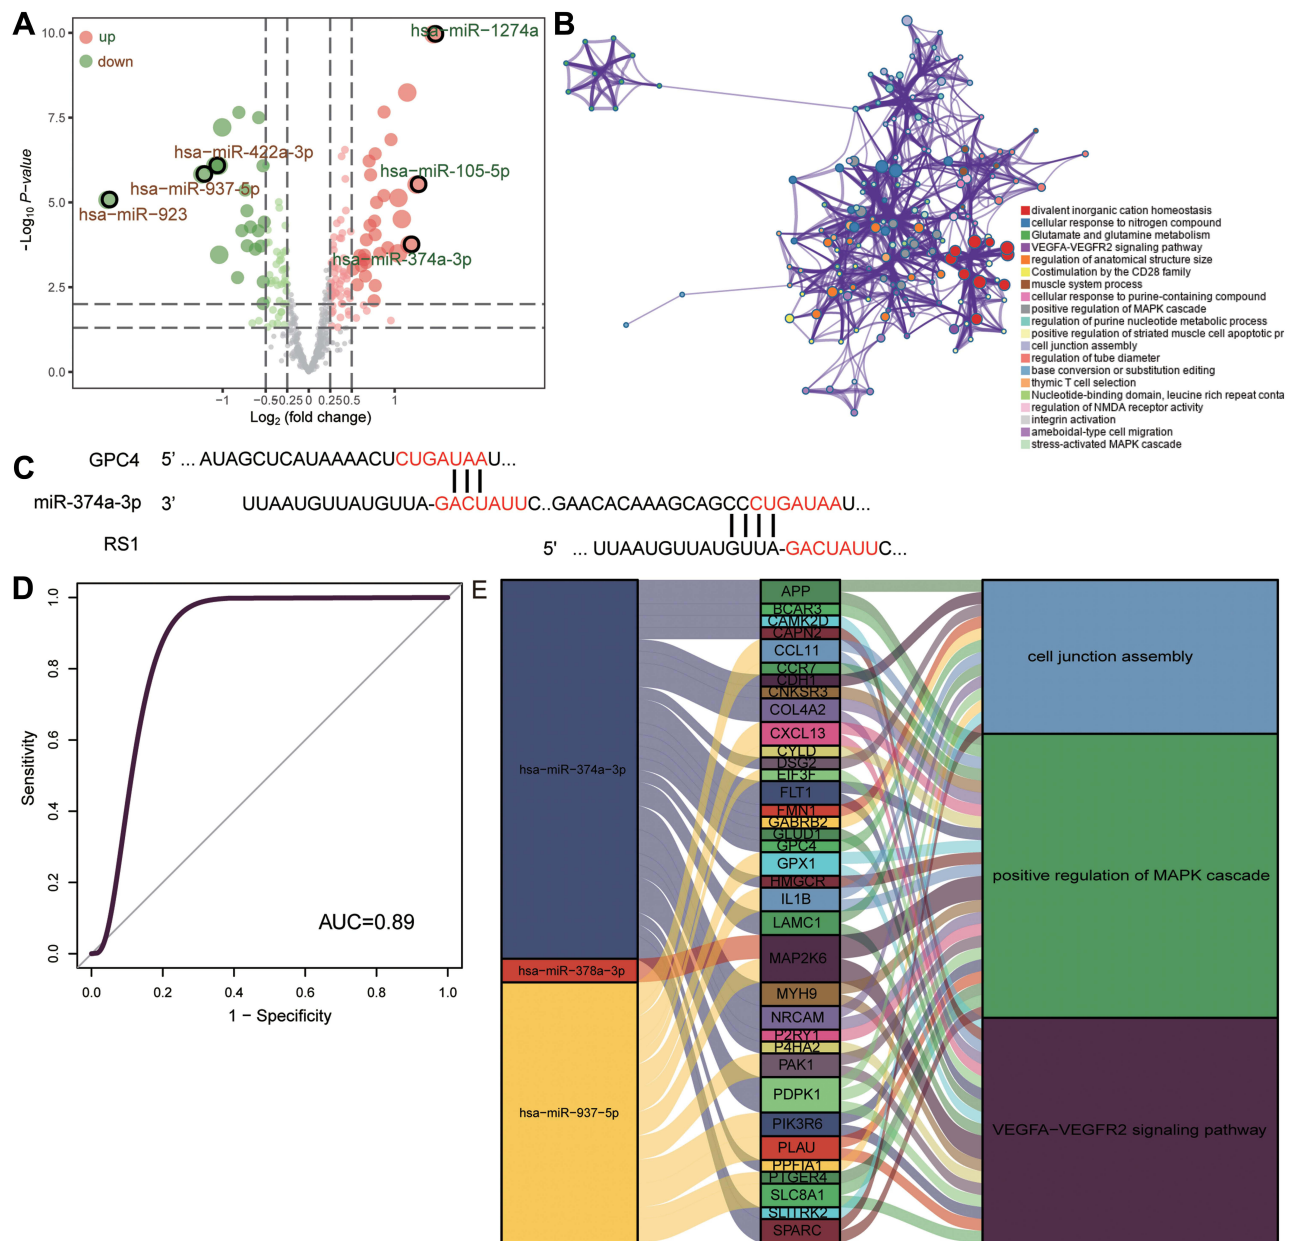 A
10.0
7.5
5.0
2.5
0.0
−Log10 P-value
up
down
hsa−miR−1274a
hsa−miR−422a−3p
hsa−miR−105−5p
hsa−miR−937−5p
hsa−miR−923
hsa−miR−374a−3p
−1
−0.5
0.25
0
0.25
0.5
1
Log2 (fold change)
B
divalent inorganic cation homeostasis
cellular response to nitrogen compound
Glutamate and glutamine metabolism
VEGFA-VEGFR2 signaling pathway
regulation of anatomical structure size
Costimulation by the CD28 family
muscle system process
cellular response to purine-containing compound
positive regulation of MAPK cascade
regulation of purine nucleotide metabolic process
positive regulation of striated muscle cell apoptotic pr
cell junction assembly
regulation of tube diameter
base conversion or substitution editing
thymic T cell selection
Nucleotide-binding domain, leucine rich repeat conta
regulation of NMDA receptor activity
integrin activation
ameboidal-type cell migration
stress-activated MAPK cascade
C
GPC4 5' ... AUAGCUCAUAAAACUCUGAUAAU...
miR-374a-3p 3' UUAAUGUUAUGUUA-GACUAUUC..GAACACAAAGCAGCCCUGAUAAU...
RS1 5' ... UUAAUGUUAUGUUA-GACUAUUC...
D
1.0
0.8
0.6
0.4
0.2
0.0
Sensitivity
AUC=0.89
0.0 0.2 0.4 0.6 0.8 1.0
1 − Specificity
E
hsa−miR−374a−3p
hsa−miR−378a−3p
hsa−miR−937−5p
APP
BCAR3
CAMK2D
CAPN2
CCL11
CCR7
CDH1
CNKSR3
COL4A2
CXCL13
CYLD
DSG2
EIF3F
FLT1
FMN1
GABRB2
GLUD1
GPC4
GPX1
HMGCR
IL1B
LAMC1
MAP2K6
MYH9
NRCAM
P2RY1
P4HA2
PAK1
PDPK1
PIK3R6
PLAU
PPFIA1
PTGER4
SLC8A1
SLITRK2
SPARC
cell junction assembly
positive regulation of MAPK cascade
VEGFA−VEGFR2 signaling pathway